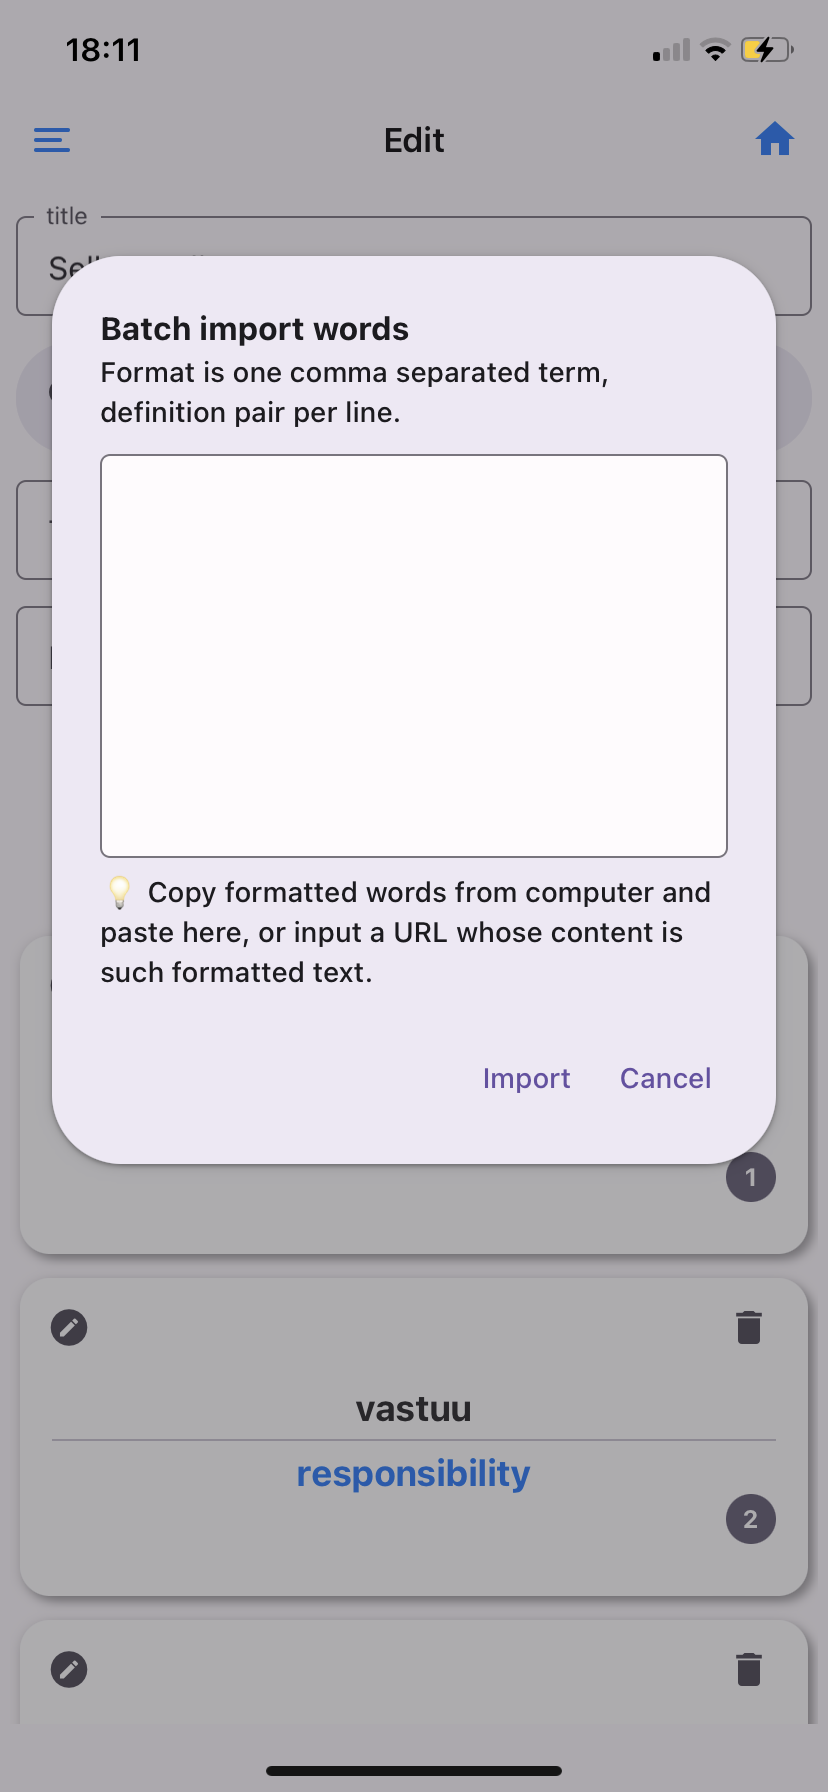 18:11
Edit
title
Batch import words
Format is one comma separated term,
definition pair per line.
💡 Copy formatted words from computer and
paste here, or input a URL whose content is
such formatted text.
Import Cancel
1
vastuu
responsibility
2